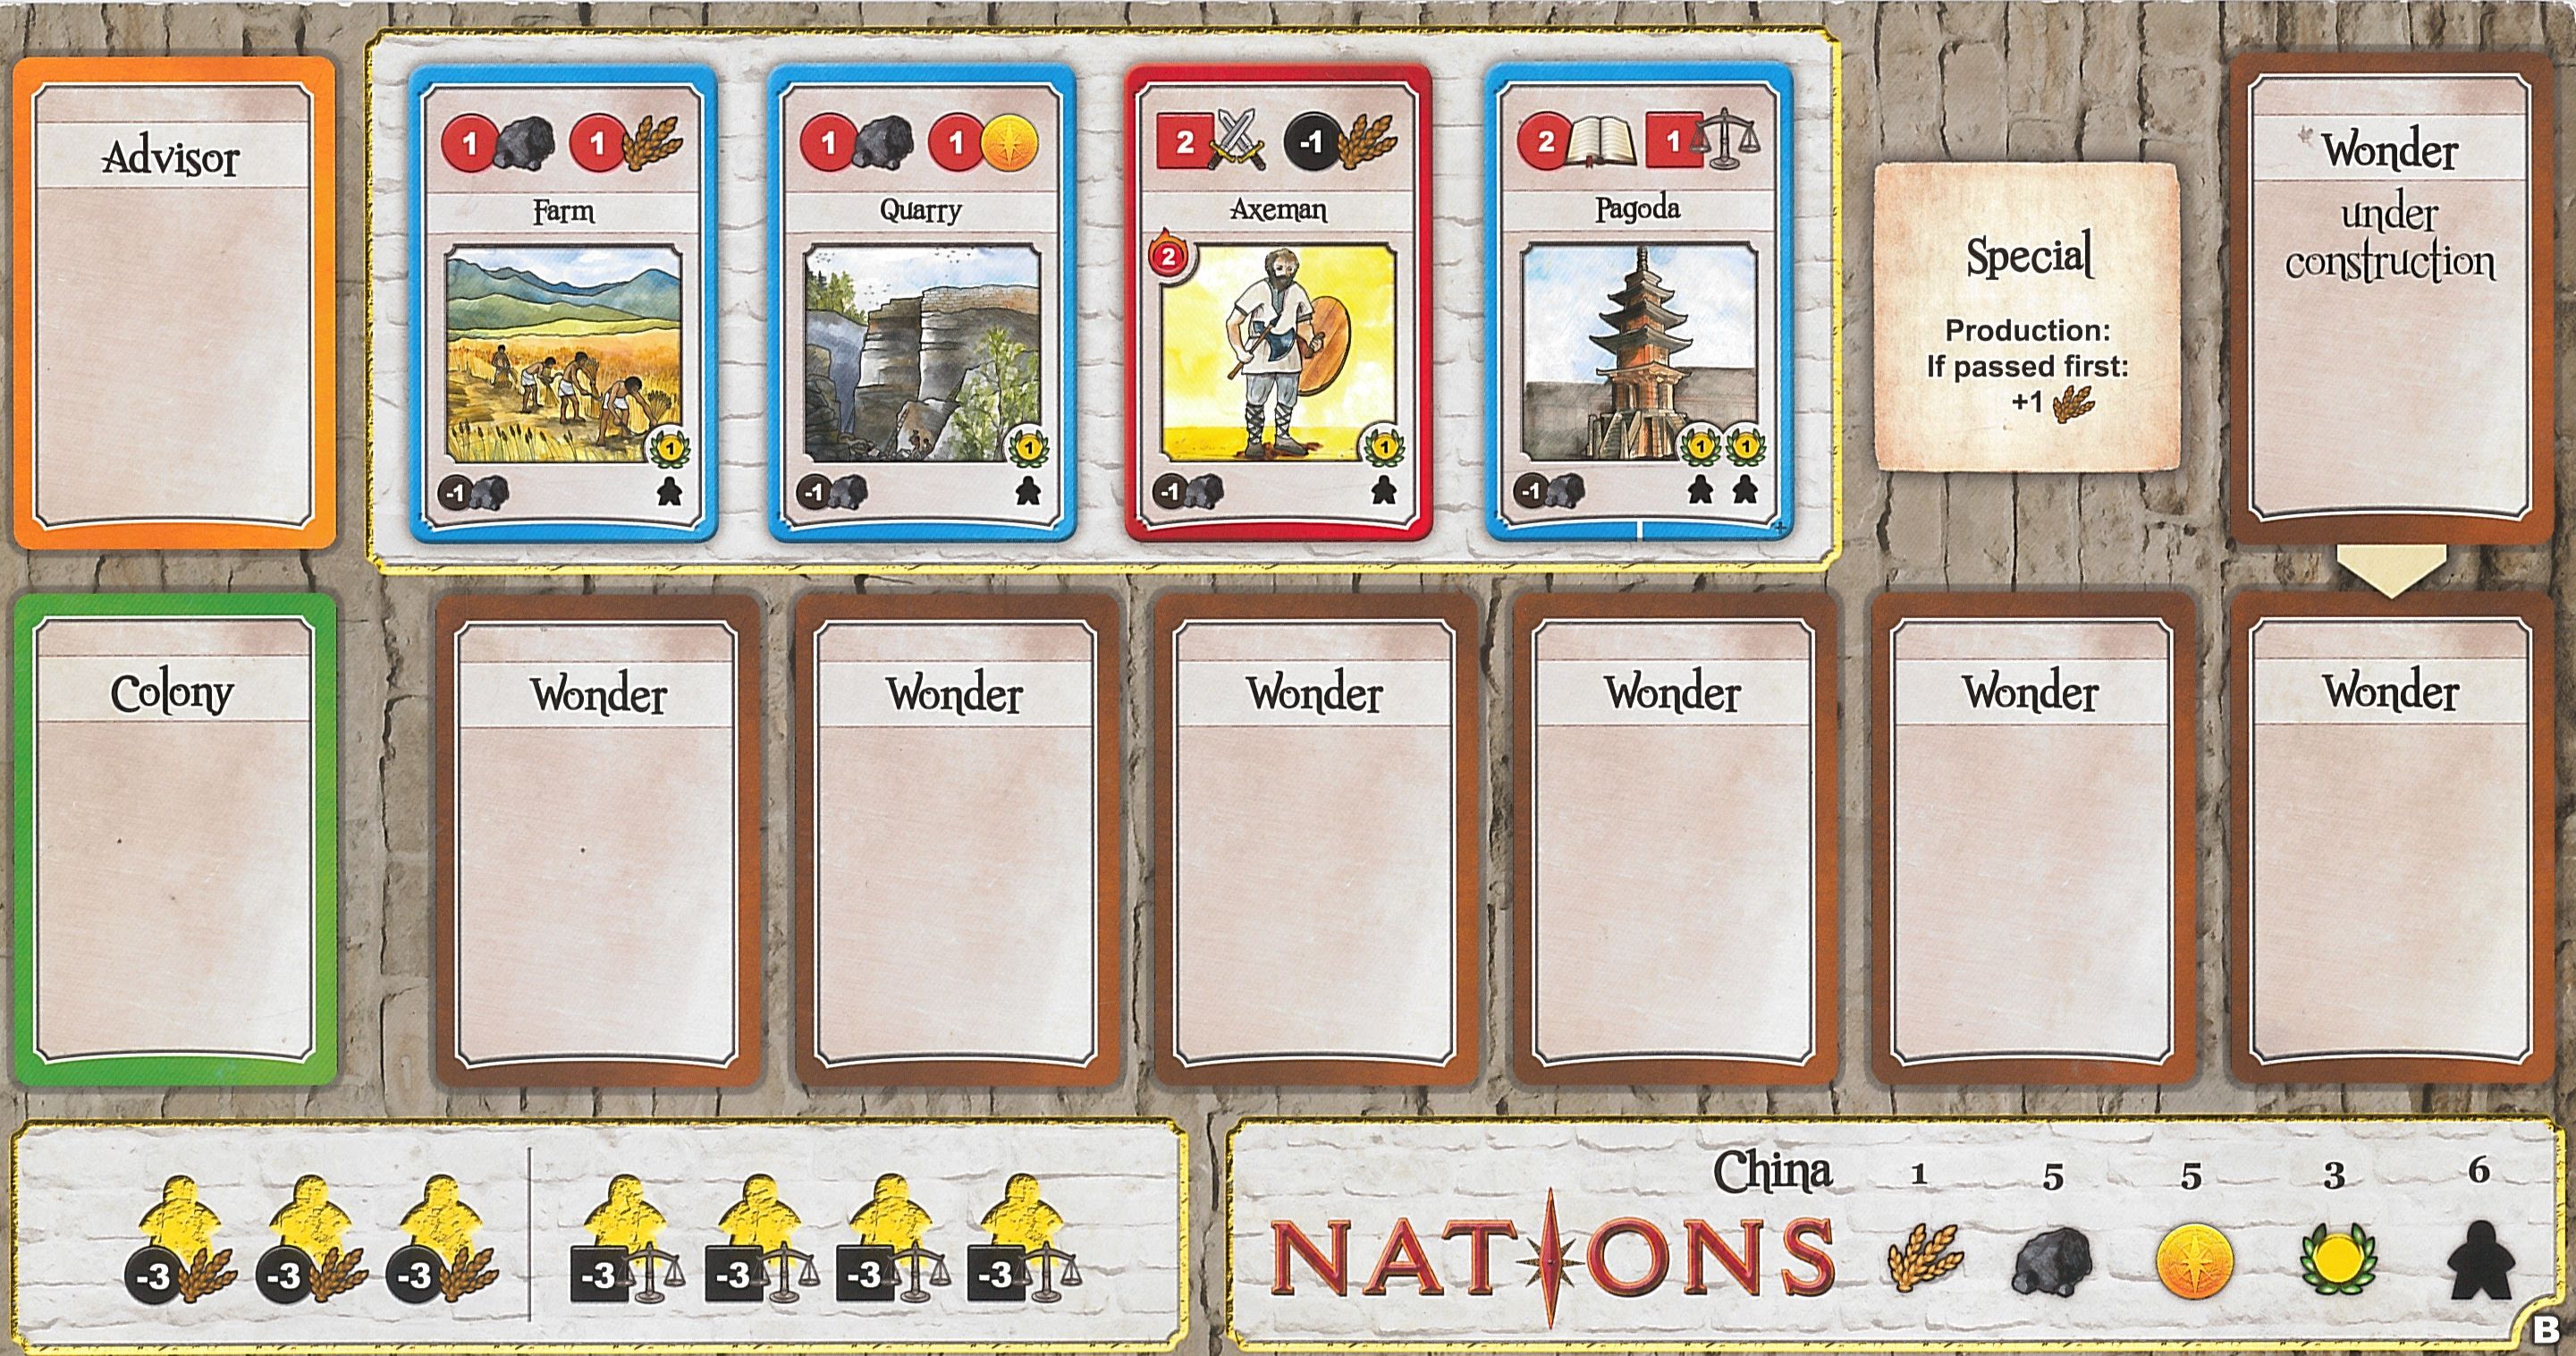 Advisor
1 1
Farm
1
-1
1 1
Quarry
1
-1
2 -1
Axeman
2
1
-1
2 1
Pagoda
1 1
-1
+
Special
Production:
If passed first:
+1
Wonder
under
construction
Colony
Wonder
Wonder
Wonder
Wonder
Wonder
Wonder
-3 -3 -3 -3 -3 -3 -3
China 1 5 5 3 6
NATIONS
B